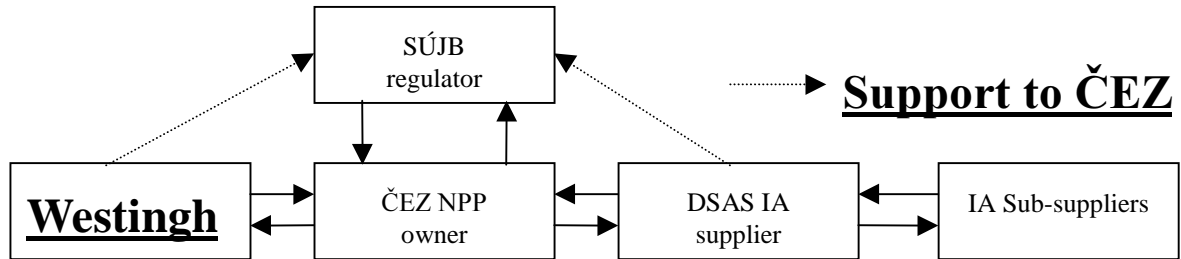 SÚJB
regulator
Support to ČEZ
Westingh
ČEZ NPP
owner
DSAS IA
supplier
IA Sub-suppliers